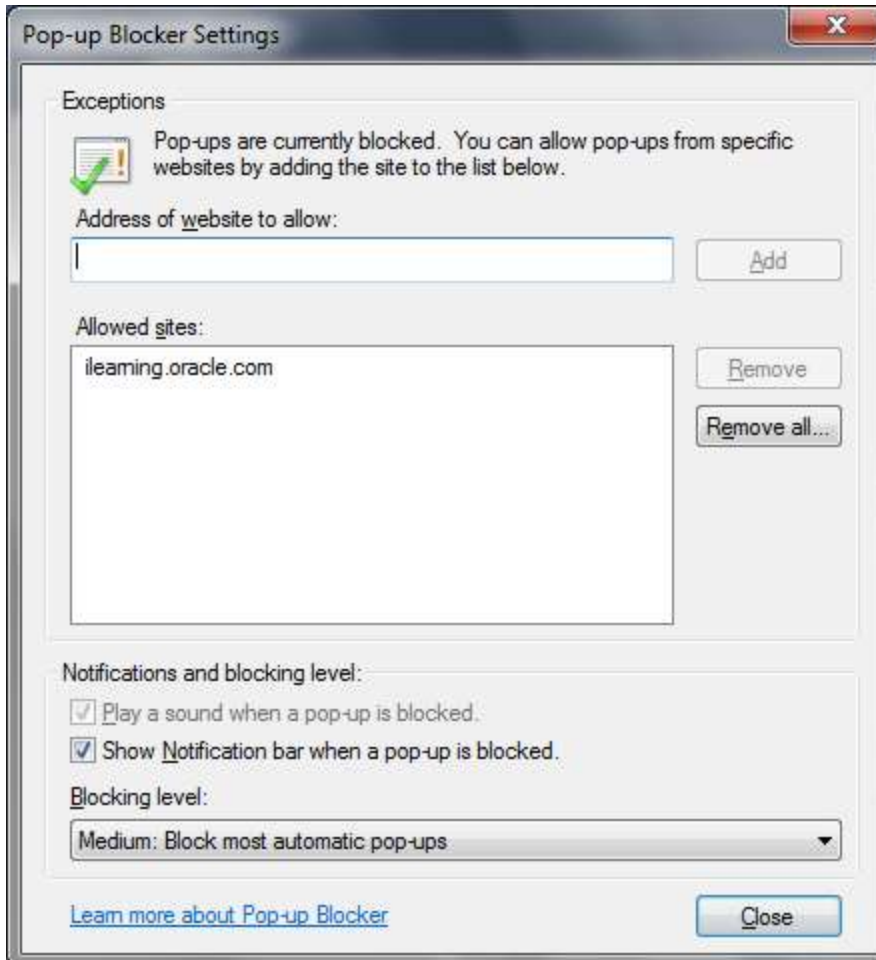 Pop-up Blocker Settings
Exceptions
Pop-ups are currently blocked. You can allow pop-ups from specific
websites by adding the site to the list below.
Address of website to allow:
Add
Allowed sites:
ilearning.oracle.com
Remove
Remove all...
Notifications and blocking level:
Play a sound when a pop-up is blocked.
Show Notification bar when a pop-up is blocked.
Blocking level:
Medium: Block most automatic pop-ups
Learn more about Pop-up Blocker
Close